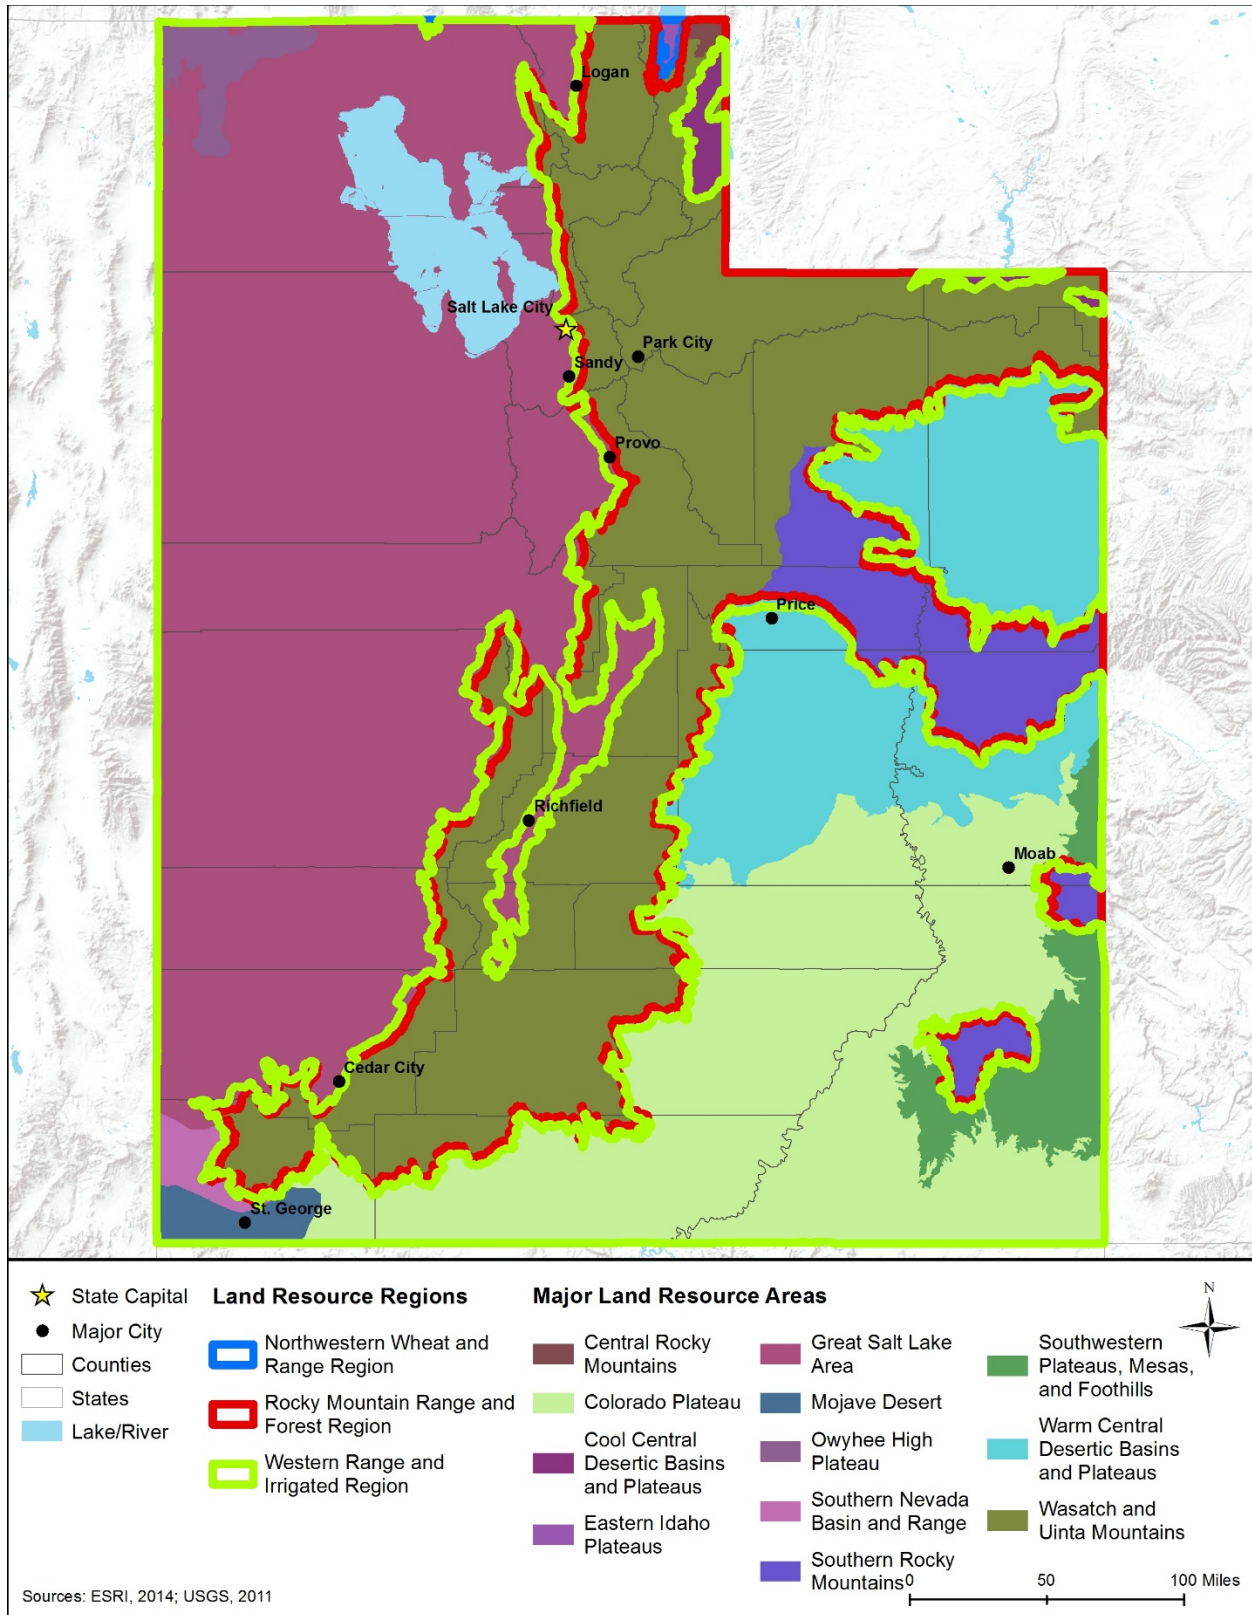 Logan
Salt Lake City
Park City
Sandy
Provo
Price
Richfield
Moab
Cedar City
St. George
State Capital
Major City
Counties
States
Lake/River
Land Resource Regions
Northwestern Wheat and
Range Region
Rocky Mountain Range and
Forest Region
Western Range and
Irrigated Region
Major Land Resource Areas
Central Rocky
Mountains
Colorado Plateau
Cool Central
Desertic Basins
and Plateaus
Eastern Idaho
Plateaus
Great Salt Lake
Area
Mojave Desert
Owyhee High
Plateau
Southern Nevada
Basin and Range
Southern Rocky
Mountains
Southwestern
Plateaus, Mesas,
and Foothills
Warm Central
Desertic Basins
and Plateaus
Wasatch and
Uinta Mountains
N
0 50 100 Miles
Sources: ESRI, 2014; USGS, 2011